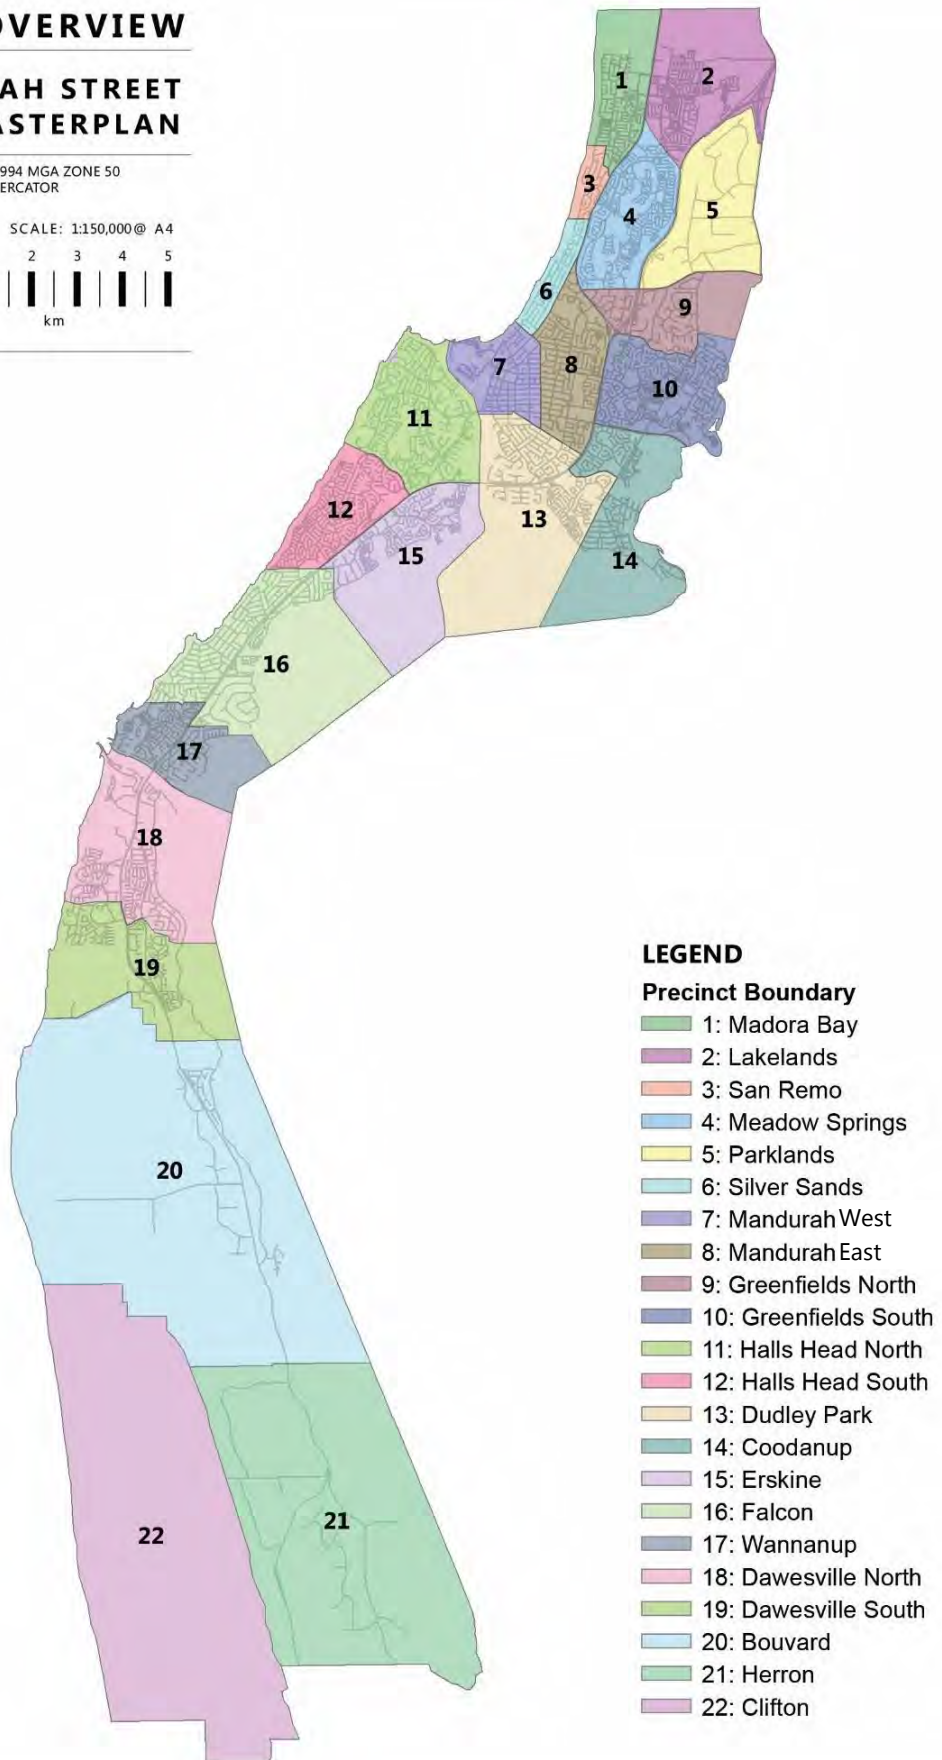 OVERVIEW
AH STREET
ASTERPLAN
994 MGA ZONE 50
ERCATOR
SCALE: 1:150,000@ A4
2 3 4 5
km
1
2
3
4
5
6
9
7
8
10
11
12
13
15
14
16
17
18
19
20
21
22
LEGEND
Precinct Boundary
1: Madora Bay
2: Lakelands
3: San Remo
4: Meadow Springs
5: Parklands
6: Silver Sands
7: Mandurah West
8: Mandurah East
9: Greenfields North
10: Greenfields South
11: Halls Head North
12: Halls Head South
13: Dudley Park
14: Coodanup
15: Erskine
16: Falcon
17: Wannanup
18: Dawesville North
19: Dawesville South
20: Bouvard
21: Herron
22: Clifton